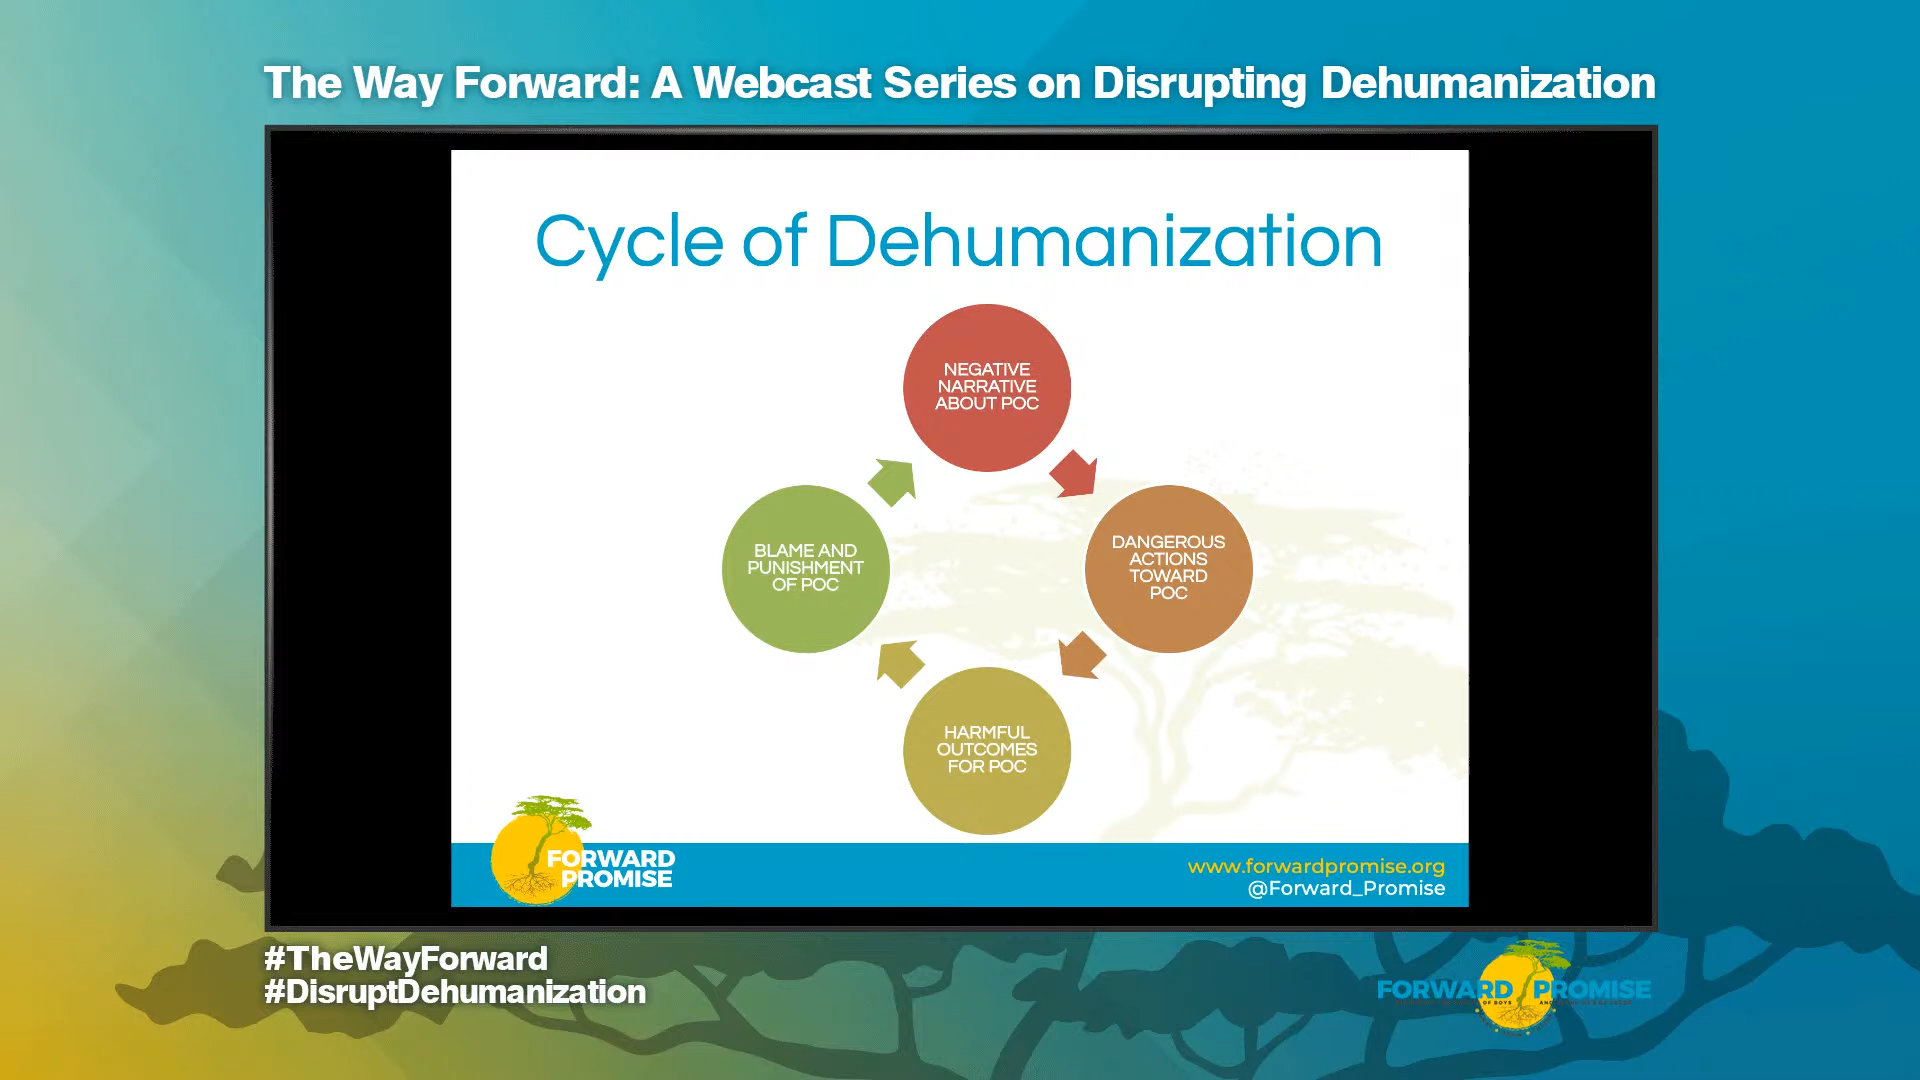 The Way Forward: A Webcast Series on Disrupting Dehumanization
Cycle of Dehumanization
NEGATIVE
NARRATIVE
ABOUT POC
DANGEROUS
ACTIONS
TOWARD
POC
HARMFUL
OUTCOMES
FOR POC
BLAME AND
PUNISHMENT
OF POC
FORWARD
PROMISE
www.forwardpromise.org
@Forward_Promise
#TheWayForward
#DisruptDehumanization
FORWARD PROMISE
OF BOYS